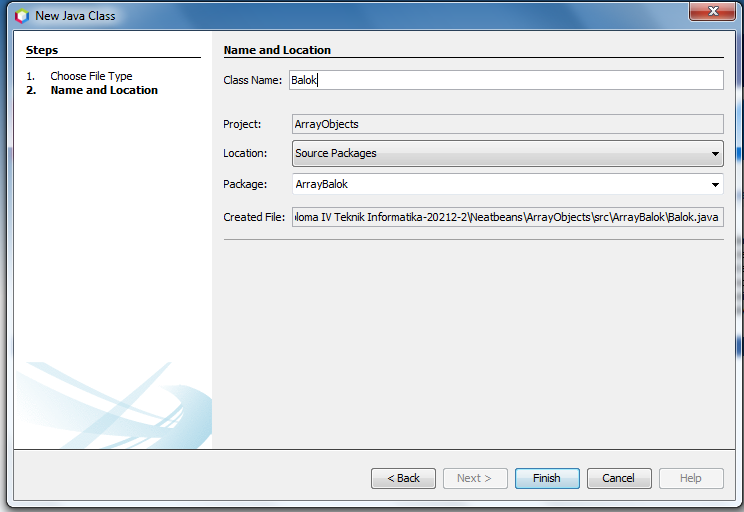 New Java Class
Steps
1. Choose File Type
2. Name and Location
Name and Location
Class Name: Balok
Project: ArrayObjects
Location: Source Packages
Package: ArrayBalok
Created File: loma IV Teknik Informatika-20212-2\Neatbeans\ArrayObjects\src\ArrayBalok\Balok.java
< Back Next > Finish Cancel Help